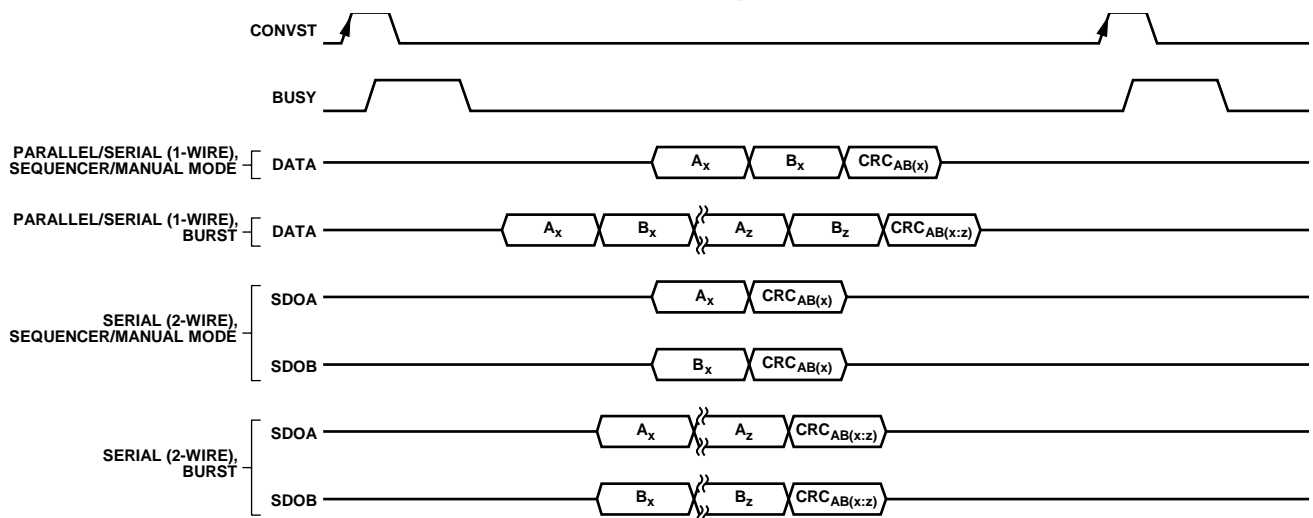 CONVST
BUSY
PARALLEL/SERIAL (1-WIRE),
SEQUENCER/MANUAL MODE
DATA
Ax
Bx
CRCAB(x)
PARALLEL/SERIAL (1-WIRE),
BURST
DATA
Ax
Bx
Az
Bz
CRCAB(x:z)
SERIAL (2-WIRE),
SEQUENCER/MANUAL MODE
SDOA
Ax
CRCAB(x)
SDOB
Bx
CRCAB(x)
SERIAL (2-WIRE),
BURST
SDOA
Ax
Az
CRCAB(x:z)
SDOB
Bx
Bz
CRCAB(x:z)